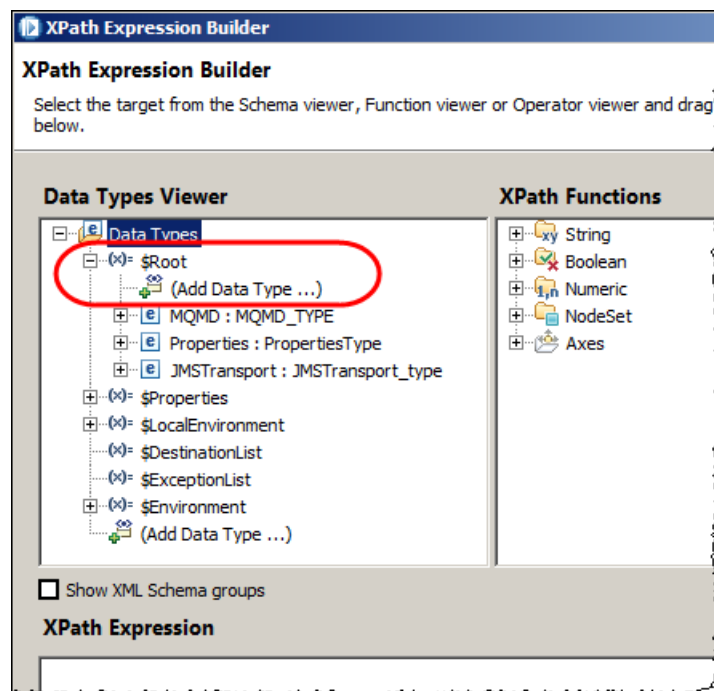 XPath Expression Builder
XPath Expression Builder
Select the target from the Schema viewer, Function viewer or Operator viewer and drag
below.
Data Types Viewer
Data Types
$Root
(Add Data Type ...)
MQMD : MQMD_TYPE
Properties : PropertiesType
JMSTransport : JMSTransport_type
$Properties
$LocalEnvironment
$DestinationList
$ExceptionList
$Environment
(Add Data Type ...)
XPath Functions
String
Boolean
Numeric
NodeSet
Axes
Show XML Schema groups
XPath Expression